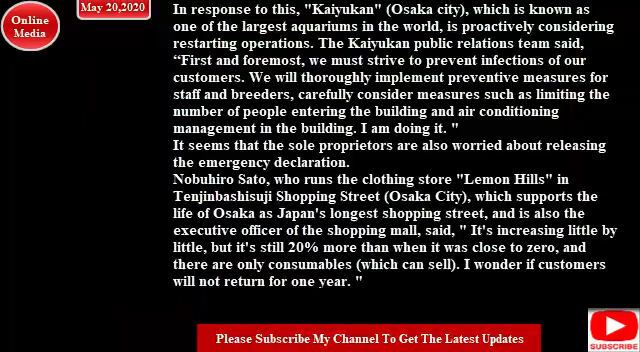 Online
Media
May 20,2020
In response to this, "Kaiyukan" (Osaka city), which is known as
one of the largest aquariums in the world, is proactively considering
restarting operations. The Kaiyukan public relations team said,
“First and foremost, we must strive to prevent infections of our
customers. We will thoroughly implement preventive measures for
staff and breeders, carefully consider measures such as limiting the
number of people entering the building and air conditioning
management in the building. I am doing it. "
It seems that the sole proprietors are also worried about releasing
the emergency declaration.
Nobuhiro Sato, who runs the clothing store "Lemon Hills" in
Tenjinbashisuji Shopping Street (Osaka City), which supports the
life of Osaka as Japan's longest shopping street, and is also the
executive officer of the shopping mall, said, " It's increasing little by
little, but it's still 20% more than when it was close to zero, and
there are only consumables (which can sell). I wonder if customers
will not return for one year. "
Please Subscribe My Channel To Get The Latest Updates
SUBSCRIBE